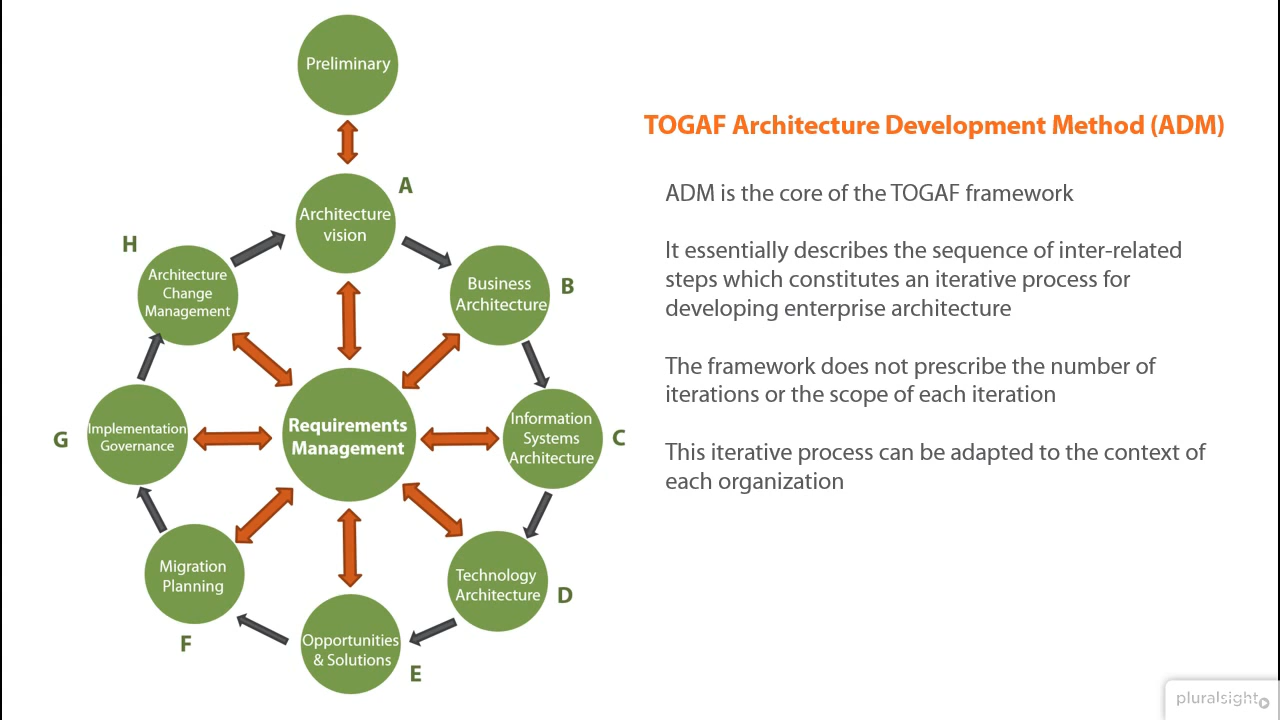 Preliminary
TOGAF Architecture Development Method (ADM)
A
Architecture
vision
ADM is the core of the TOGAF framework
H
Architecture
Change
Management
Business
Architecture
B
It essentially describes the sequence of inter-related
steps which constitutes an iterative process for
developing enterprise architecture
The framework does not prescribe the number of
iterations or the scope of each iteration
G
Implementation
Governance
Requirements
Management
Information
Systems
Architecture
C
This iterative process can be adapted to the context of
each organization
Migration
Planning
F
Technology
Architecture
D
Opportunities
& Solutions
E
pluralsight